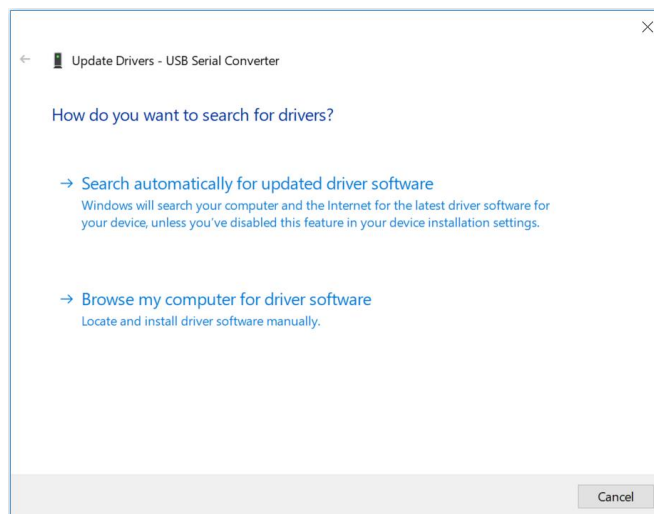 Update Drivers - USB Serial Converter
How do you want to search for drivers?
Search automatically for updated driver software
Windows will search your computer and the Internet for the latest driver software for
your device, unless you've disabled this feature in your device installation settings.
Browse my computer for driver software
Locate and install driver software manually.
Cancel